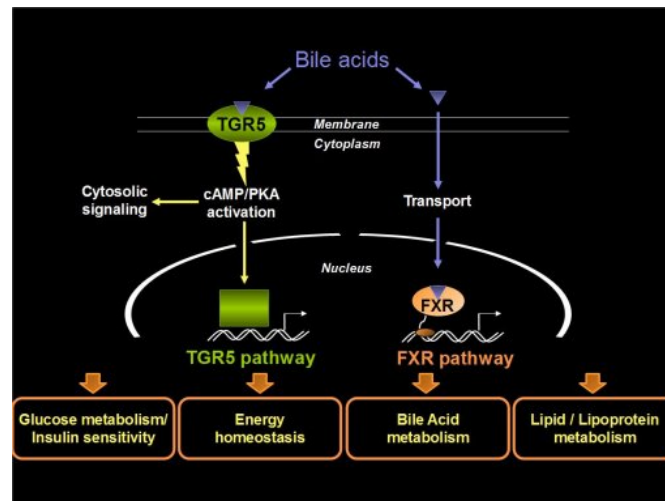 Bile acids
TGR5
Membrane
Cytoplasm
Cytosolic
signaling
cAMP/PKA
activation
Transport
Nucleus
FXR
TGR5 pathway
FXR pathway
Glucose metabolism/
Insulin sensitivity
Energy
homeostasis
Bile Acid
metabolism
Lipid / Lipoprotein
metabolism